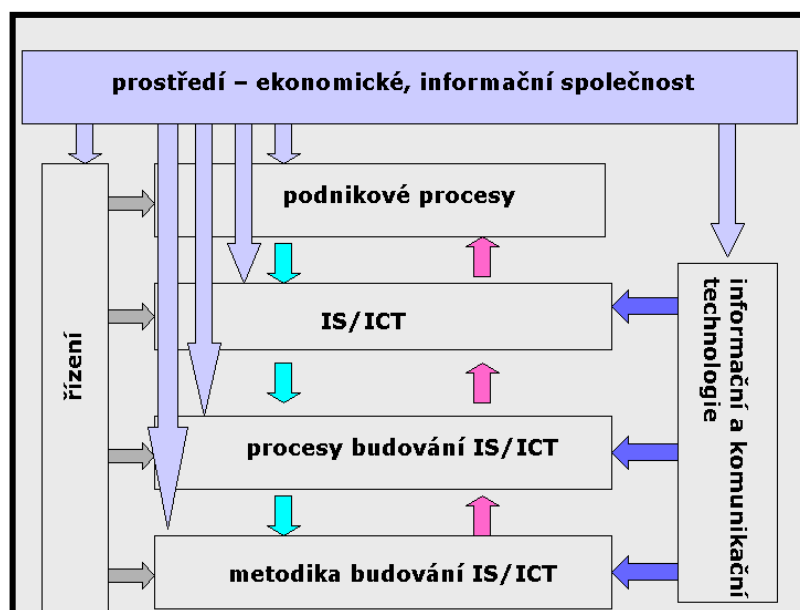 prostředí – ekonomické, informační společnost
podnikové procesy
IS/ICT
procesy budování IS/ICT
metodika budování IS/ICT
řízení
informační a komunikační
technologie